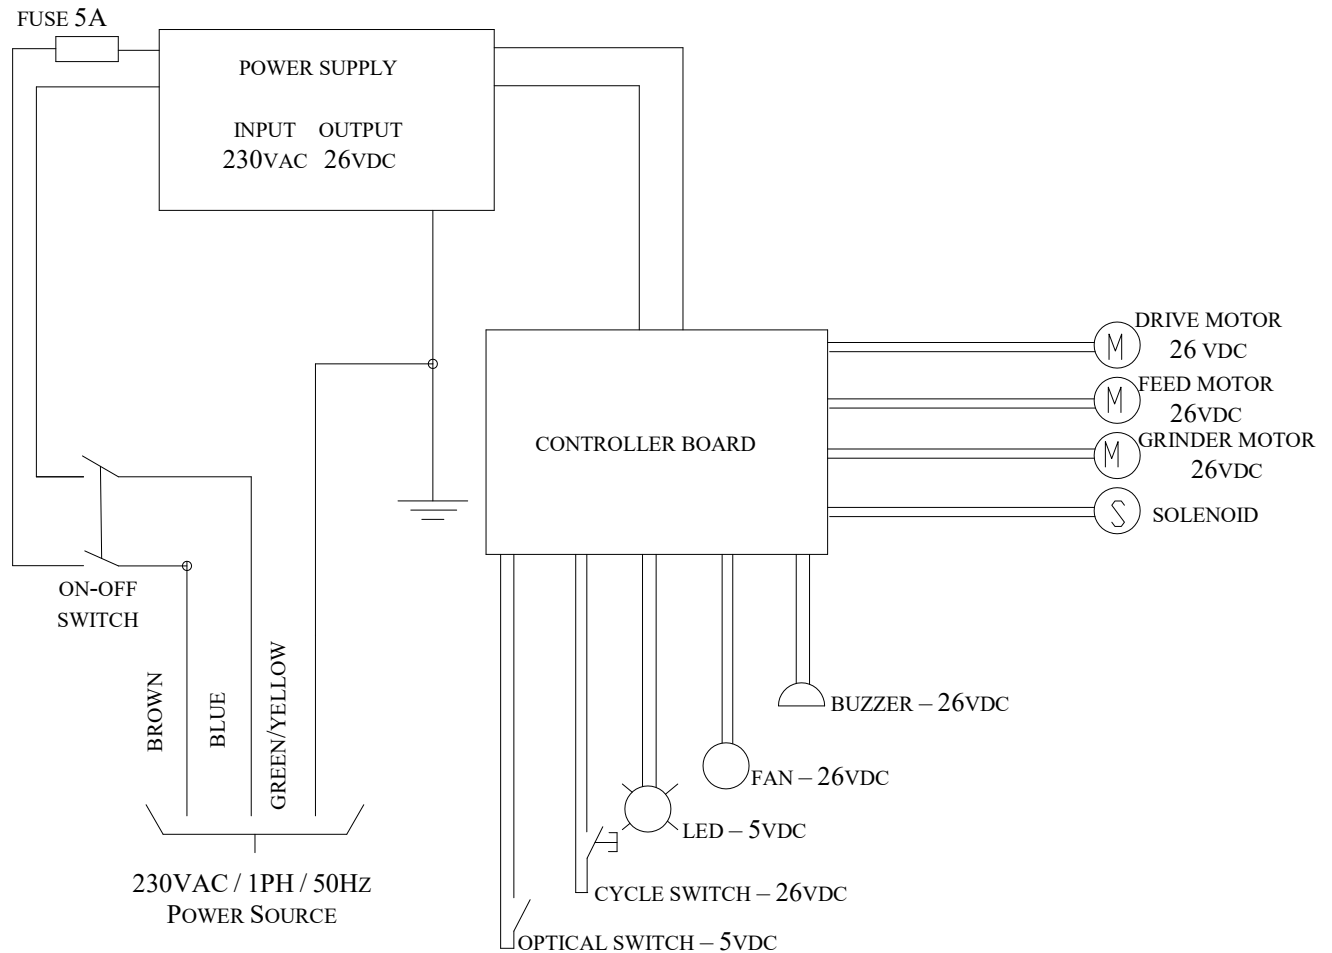 FUSE 5A
POWER SUPPLY
INPUT OUTPUT
230VAC 26VDC
DRIVE MOTOR
M
26 VDC
FEED MOTOR
M
26VDC
GRINDER MOTOR
M
26VDC
CONTROLLER BOARD
S
SOLENOID
ON-OFF
SWITCH
BROWN
BLUE
GREEN/YELLOW
BUZZER – 26VDC
FAN – 26VDC
LED – 5VDC
230VAC / 1PH / 50HZ
POWER SOURCE
CYCLE SWITCH – 26VDC
OPTICAL SWITCH – 5VDC